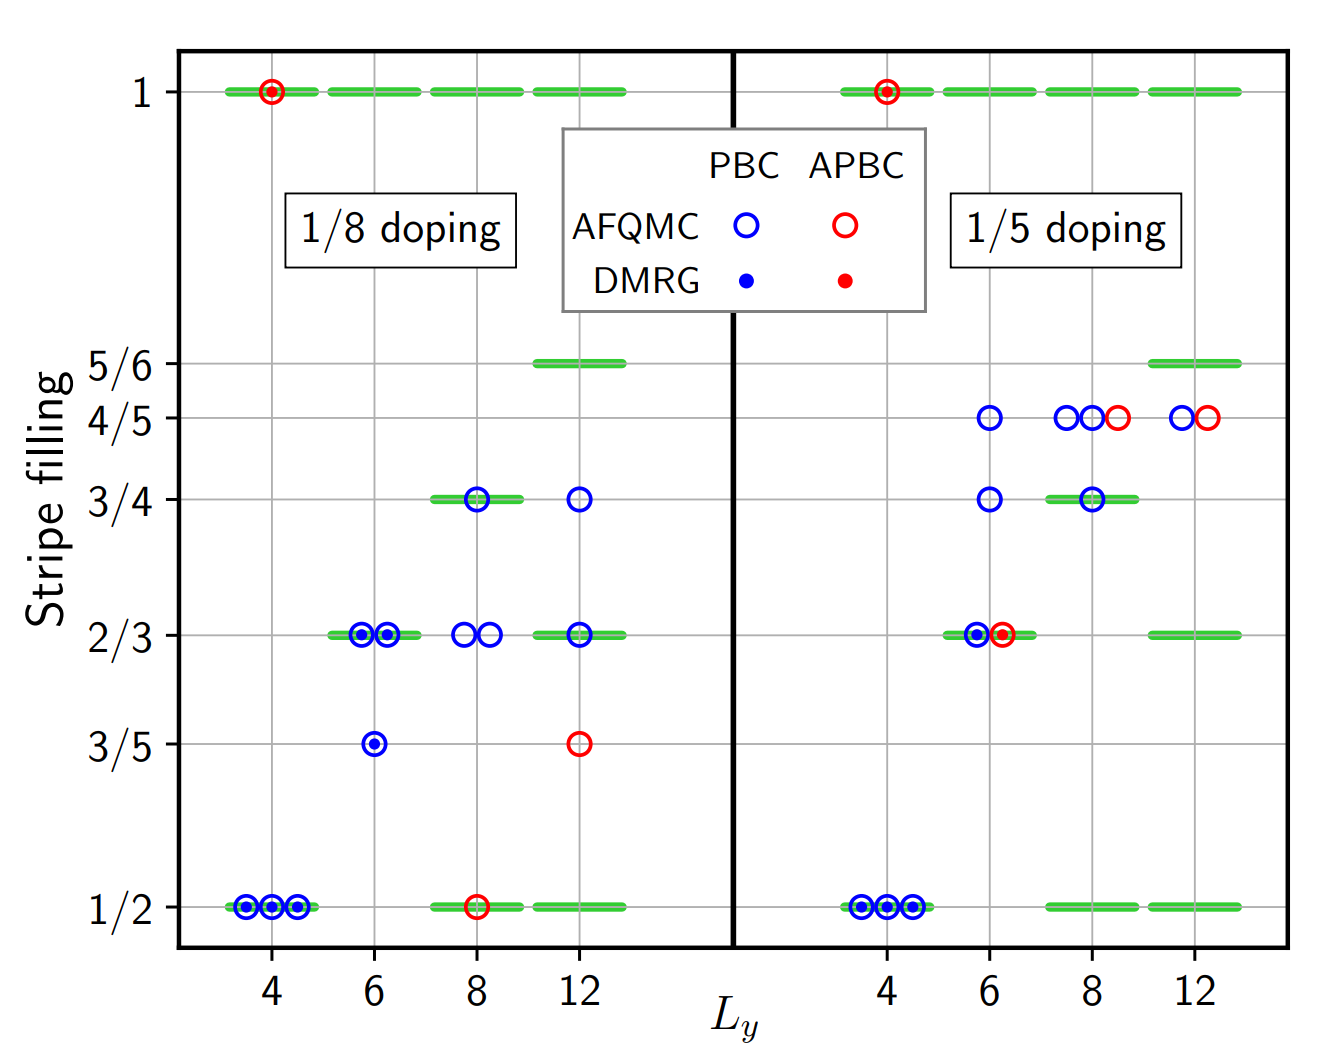 1
PBC APBC
1/8 doping
AFQMC
1/5 doping
DMRG
5/6
4/5
3/4
2/3
3/5
1/2
Stripe filling
4 6 8 12
4 6 8 12
L_y